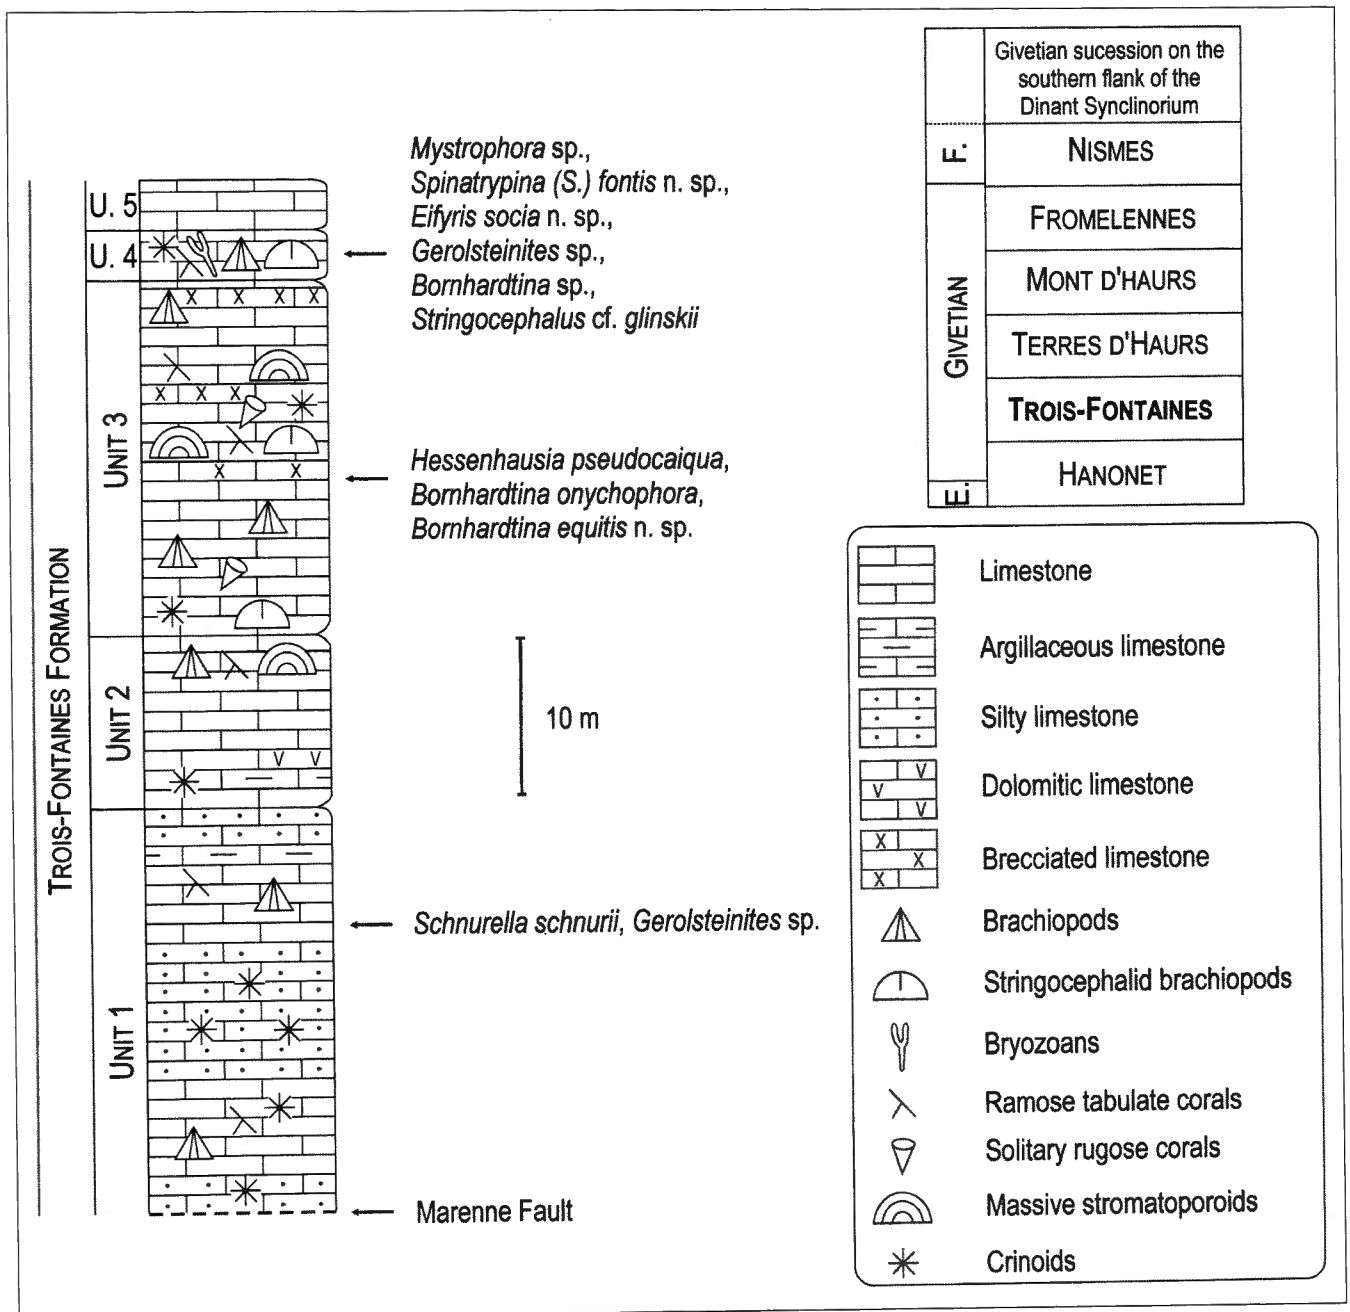 Mystrophora sp.,
Spinatrypina (S.) fontis n. sp.,
Eifyris socia n. sp.,
Gerolsteinites sp.,
Bornhardtina sp.,
Stringocephalus cf. glinskii
Hessenhausia pseudocaiqua,
Bornhardtina onychophora,
Bornhardtina equitis n. sp.
10 m
Schnurella schnurii, Gerolsteinites sp.
Marenne Fault
TROIS-FONTAINES FORMATION
U. 5
U. 4
UNIT 3
UNIT 2
UNIT 1
Givetian sucession on the
southern flank of the
Dinant Synclinorium
F.
NISMES
GIVETIAN
FROMELENNES
MONT D'HAURS
TERRES D'HAURS
TROIS-FONTAINES
HANONET
E.
Limestone
Argillaceous limestone
Silty limestone
Dolomitic limestone
Brecciated limestone
Brachiopods
Stringocephalid brachiopods
Bryozoans
Ramose tabulate corals
Solitary rugose corals
Massive stromatoporoids
Crinoids